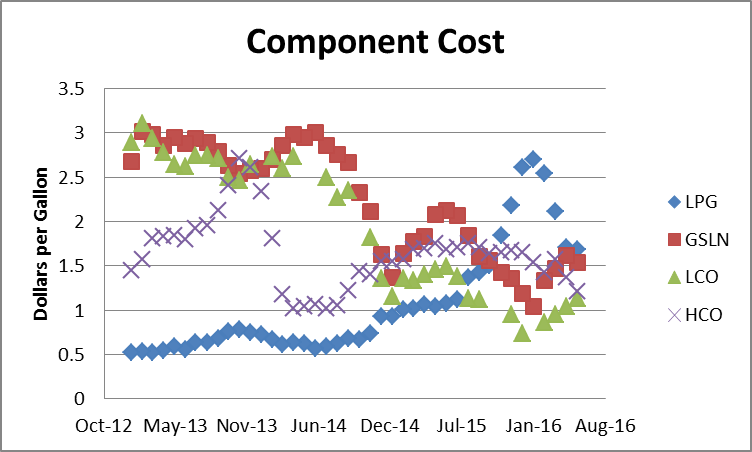 Component Cost
Dollars per Gallon
3.5
3
2.5
2
1.5
1
0.5
0
Oct-12 May-13 Nov-13 Jun-14 Dec-14 Jul-15 Jan-16 Aug-16
LPG
GSLN
LCO
HCO